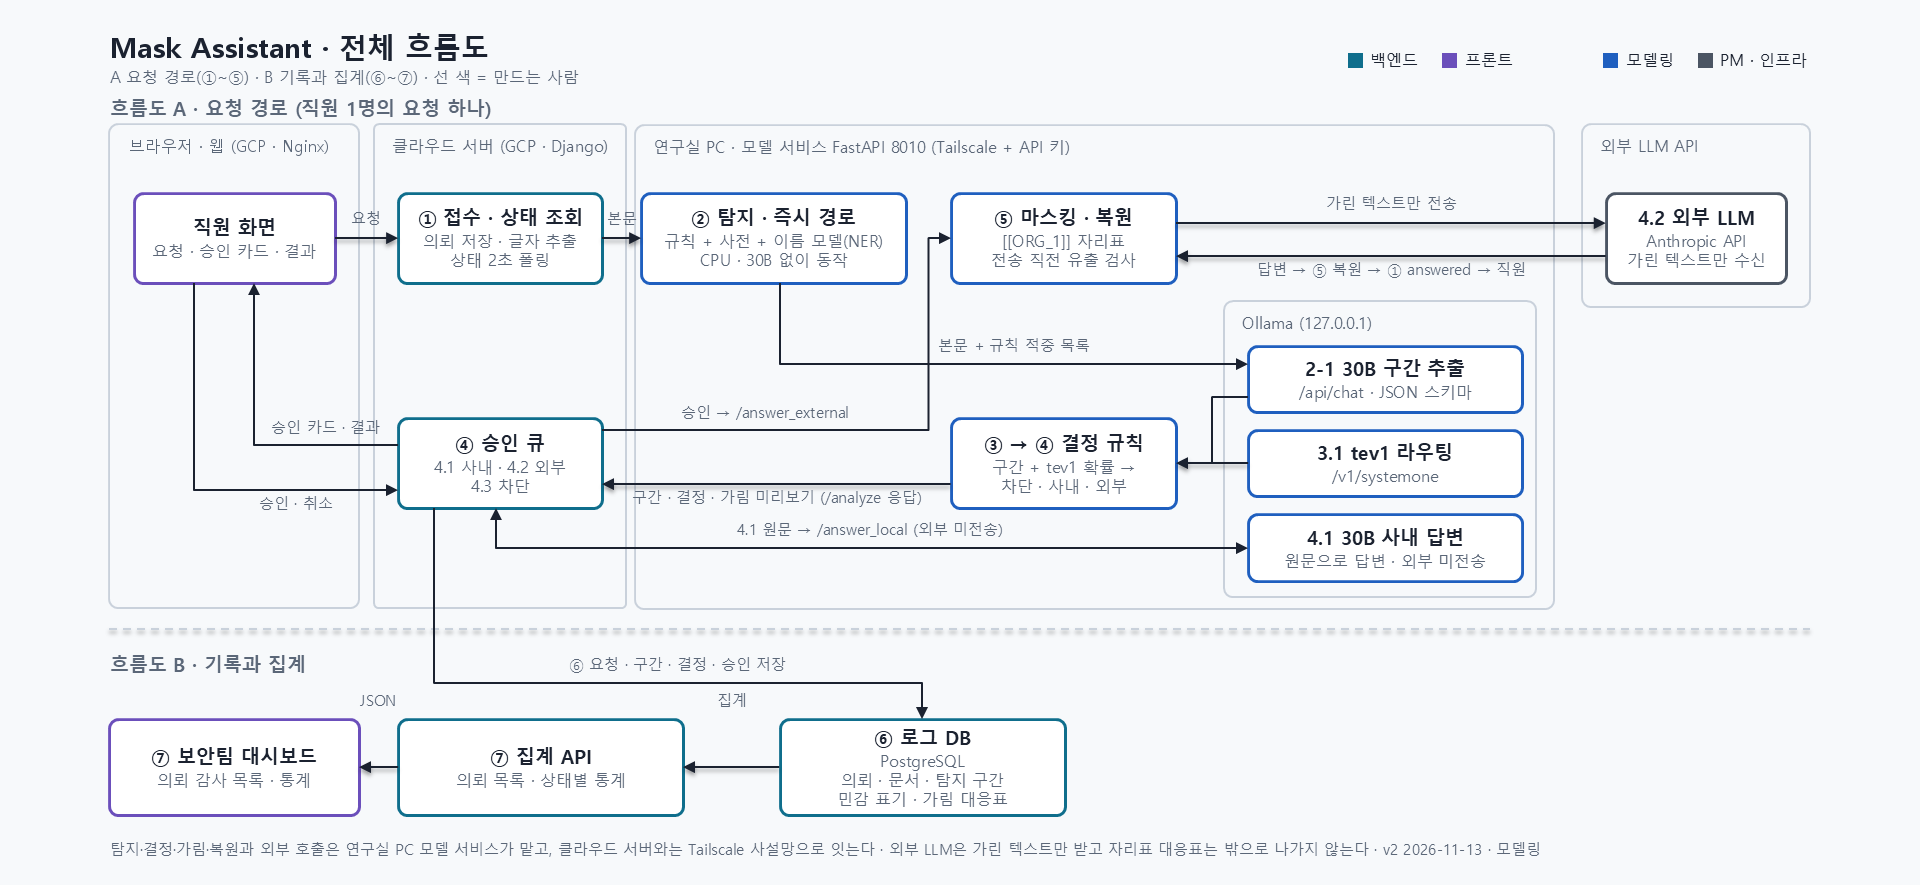 Mask Assistant · 전체 흐름도
A 요청 경로(①~⑤) · B 기록과 집계(⑥~⑦) · 선 색 = 만드는 사람
백엔드
프론트
모델링
PM · 인프라
흐름도 A · 요청 경로 (직원 1명의 요청 하나)
브라우저 · 웹 (GCP · Nginx)
클라우드 서버 (GCP · Django)
연구실 PC · 모델 서비스 FastAPI 8010 (Tailscale + API 키)
외부 LLM API
직원 화면
요청 · 승인 카드 · 결과
요청
① 접수 · 상태 조회
의뢰 저장 · 글자 추출
상태 2초 폴링
본문
② 탐지 · 즉시 경로
규칙 + 사전 + 이름 모델(NER)
CPU · 30B 없이 동작
⑤ 마스킹 · 복원
[[ORG_1]] 자리표
전송 직전 유출 검사
가린 텍스트만 전송
답변 → ⑤ 복원 → ① answered → 직원
4.2 외부 LLM
Anthropic API
가린 텍스트만 수신
Ollama (127.0.0.1)
본문 + 규칙 적중 목록
2-1 30B 구간 추출
/api/chat · JSON 스키마
승인 → /answer_external
승인 카드 · 결과
④ 승인 큐
4.1 사내 · 4.2 외부
4.3 차단
③ → ④ 결정 규칙
구간 + tev1 확률 →
차단 · 사내 · 외부
3.1 tev1 라우팅
/v1/systemone
승인 · 취소
구간 · 결정 · 가림 미리보기 (/analyze 응답)
4.1 원문 → /answer_local (외부 미전송)
4.1 30B 사내 답변
원문으로 답변 · 외부 미전송
흐름도 B · 기록과 집계
⑥ 요청 · 구간 · 결정 · 승인 저장
JSON
집계
⑦ 보안팀 대시보드
의뢰 감사 목록 · 통계
⑦ 집계 API
의뢰 목록 · 상태별 통계
⑥ 로그 DB
PostgreSQL
의뢰 · 문서 · 탐지 구간
민감 표기 · 가림 대응표
탐지·결정·가림·복원과 외부 호출은 연구실 PC 모델 서비스가 맡고, 클라우드 서버와는 Tailscale 사설망으로 잇는다 · 외부 LLM은 가린 텍스트만 받고 자리표 대응표는 밖으로 나가지 않는다 · v2 2026-11-13 · 모델링